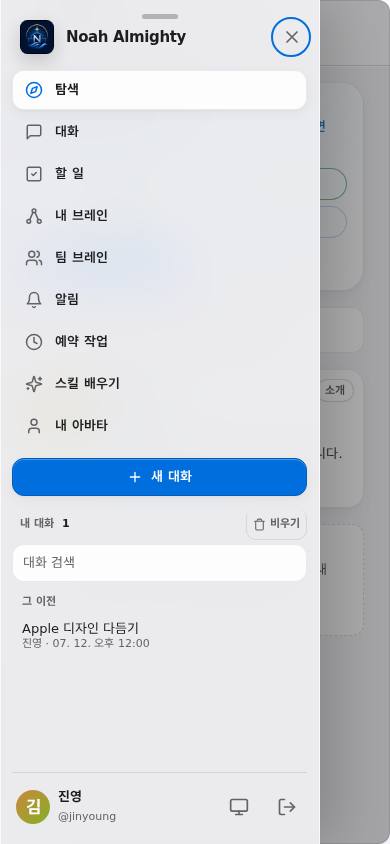 Noah Almighty
탐색
대화
할 일
내 브레인
팀 브레인
알림
예약 작업
스킬 배우기
내 아바타
+ 새 대화
내 대화 1
비우기
대화 검색
그 이전
Apple 디자인 다듬기
진영 · 07. 12. 오후 12:00
김
진영
@jinyoung
면
소개
니다.